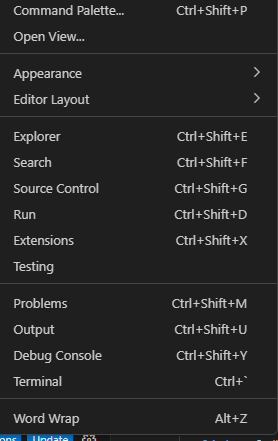 Command Palette... Ctrl+Shift+P
Open View...
Appearance
Editor Layout
Explorer Ctrl+Shift+E
Search Ctrl+Shift+F
Source Control Ctrl+Shift+G
Run Ctrl+Shift+D
Extensions Ctrl+Shift+X
Testing
Problems Ctrl+Shift+M
Output Ctrl+Shift+U
Debug Console Ctrl+Shift+Y
Terminal Ctrl+`
Word Wrap Alt+Z
ons Update